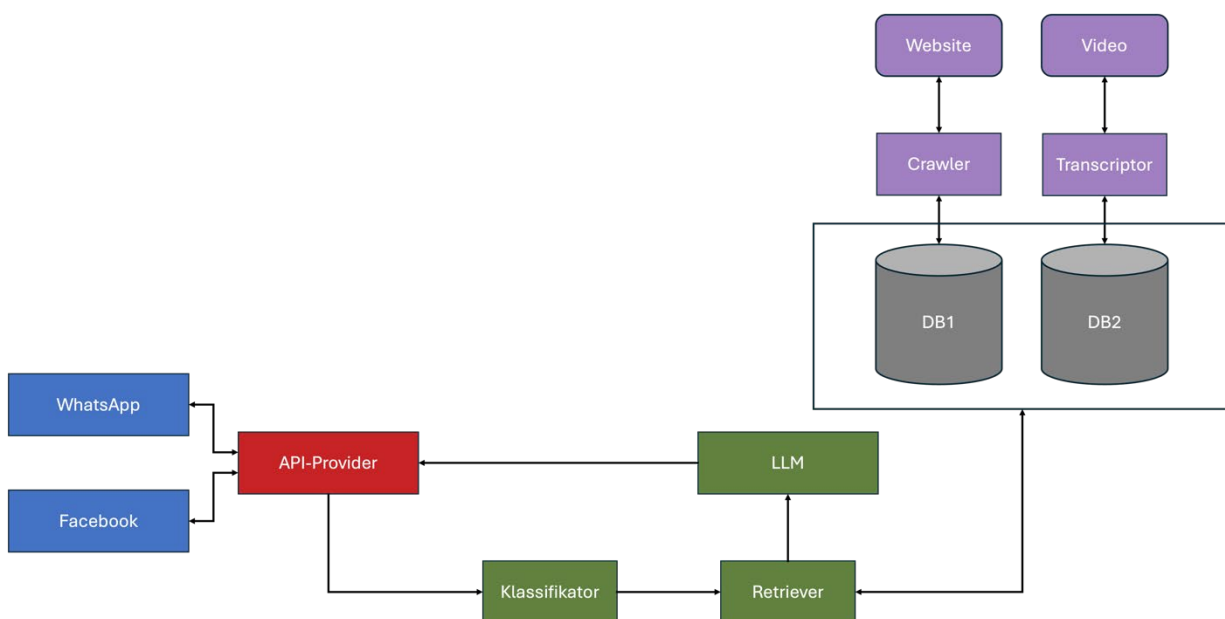 Website
Video
Crawler
Transcriptor
DB1
DB2
WhatsApp
API-Provider
LLM
Facebook
Klassifikator
Retriever